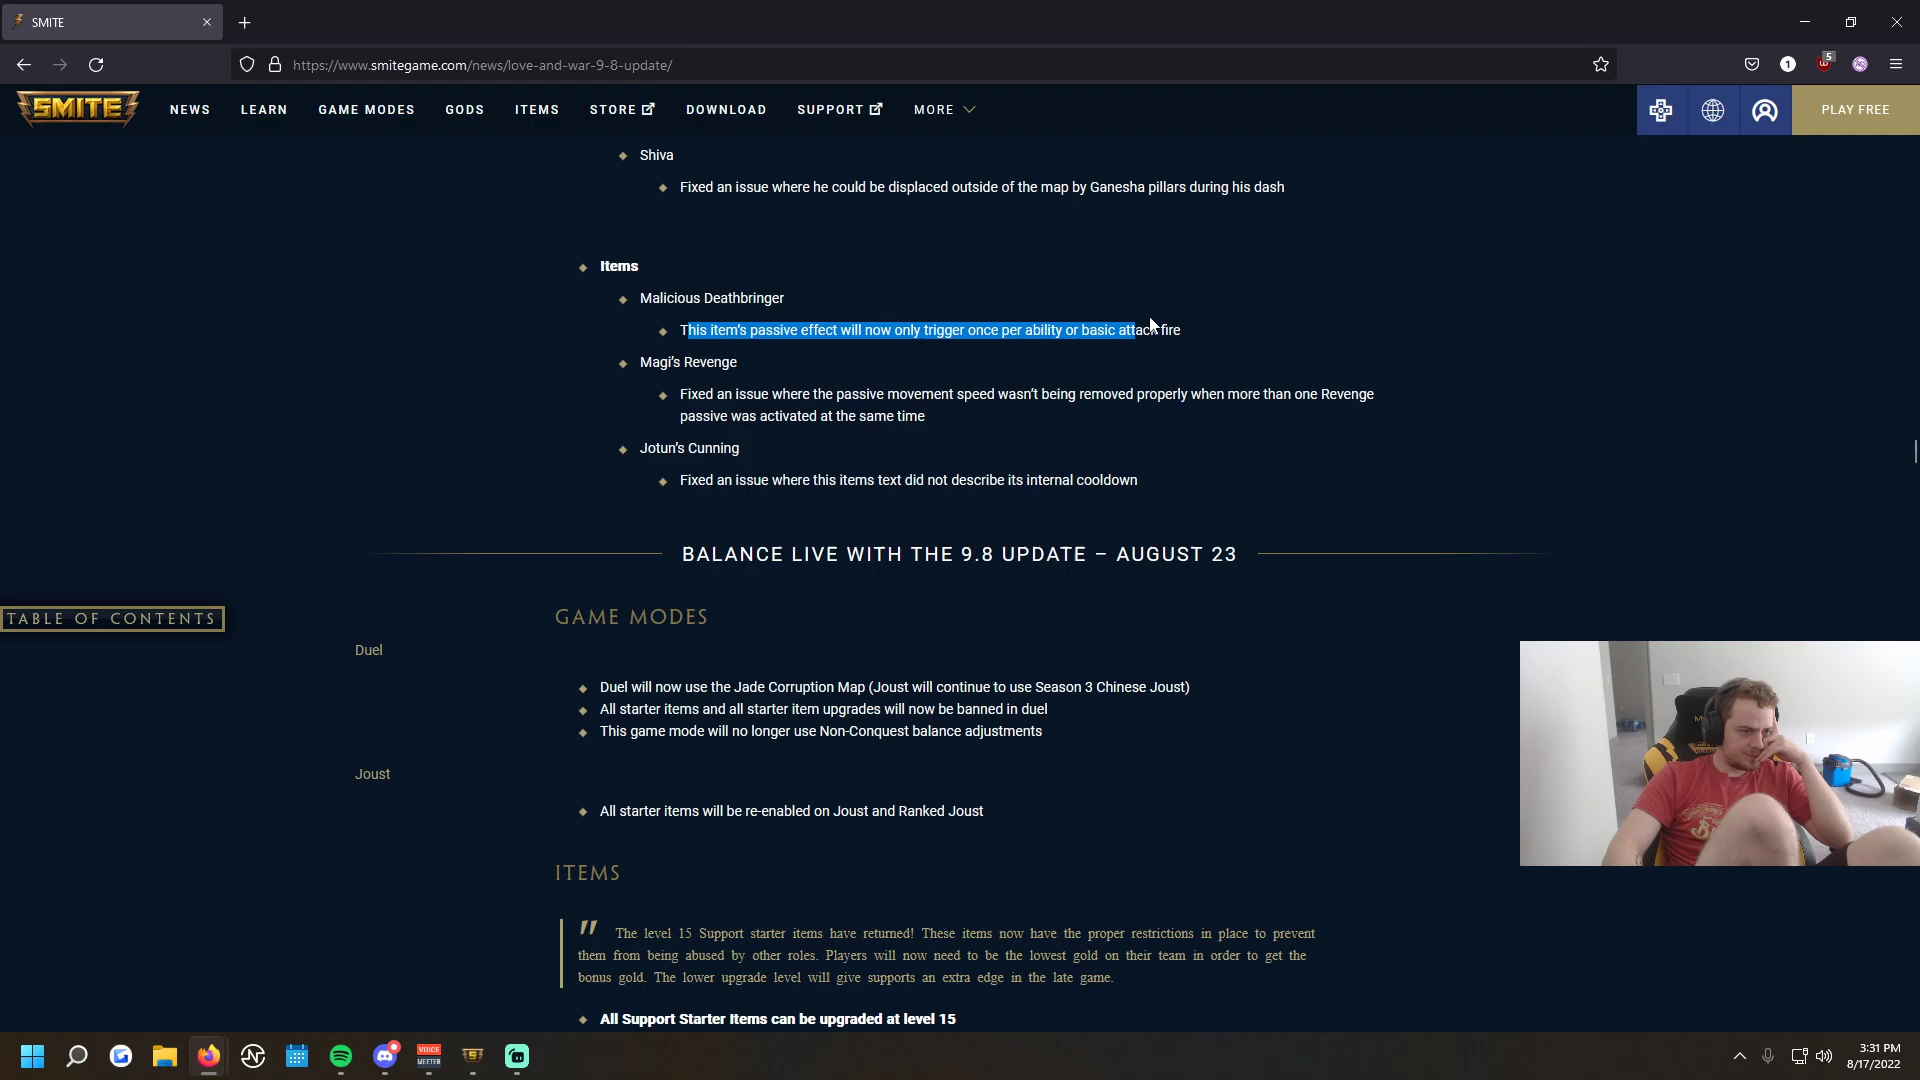 SMITE
https://www.smitegame.com/news/love-and-war-9-8-update/
1
5
SMITE
NEWS
LEARN
GAME MODES
GODS
ITEMS
STORE
DOWNLOAD
SUPPORT
MORE
PLAY FREE
Shiva
Fixed an issue where he could be displaced outside of the map by Ganesha pillars during his dash
Items
Malicious Deathbringer
This item's passive effect will now only trigger once per ability or basic attack fire
Magi's Revenge
Fixed an issue where the passive movement speed wasn't being removed properly when more than one Revenge
passive was activated at the same time
Jotun's Cunning
Fixed an issue where this items text did not describe its internal cooldown
BALANCE LIVE WITH THE 9.8 UPDATE – AUGUST 23
TABLE OF CONTENTS
GAME MODES
Duel
Duel will now use the Jade Corruption Map (Joust will continue to use Season 3 Chinese Joust)
All starter items and all starter item upgrades will now be banned in duel
This game mode will no longer use Non-Conquest balance adjustments
Joust
All starter items will be re-enabled on Joust and Ranked Joust
ITEMS
" The level 15 Support starter items have returned! These items now have the proper restrictions in place to prevent
them from being abused by other roles. Players will now need to be the lowest gold on their team in order to get the
bonus gold. The lower upgrade level will give supports an extra edge in the late game.
All Support Starter Items can be upgraded at level 15
VOICE
MEETER
3:31 PM
8/17/2022